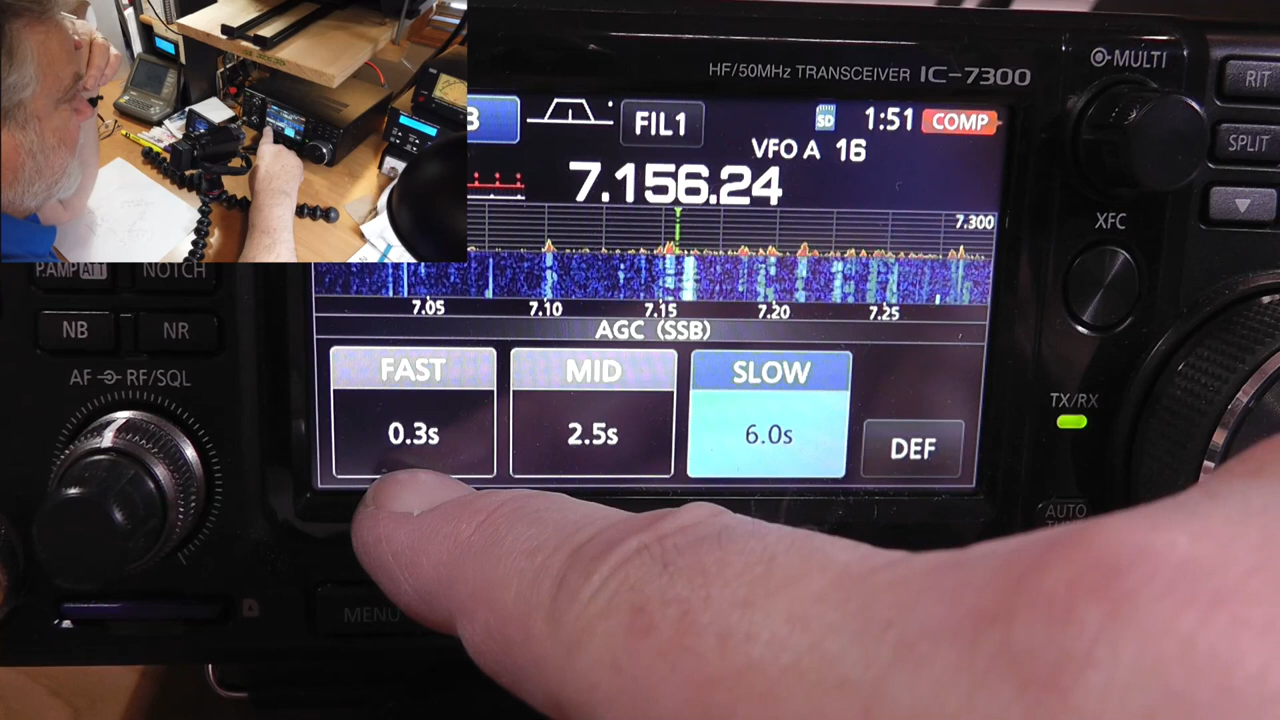 HF/50MHz TRANSCEIVER IC-7300
MULTI
RIT
SPLIT
FIL1
SD
1:51
COMP
VFO A 16
7.156.24
7.300
XFC
P.AMP ATT
NOTCH
NB
NR
7.05 7.10 7.15 7.20 7.25
AGC (SSB)
AF RF/SQL
FAST
MID
SLOW
0.3s
2.5s
6.0s
DEF
TX/RX
AUTO
MENU